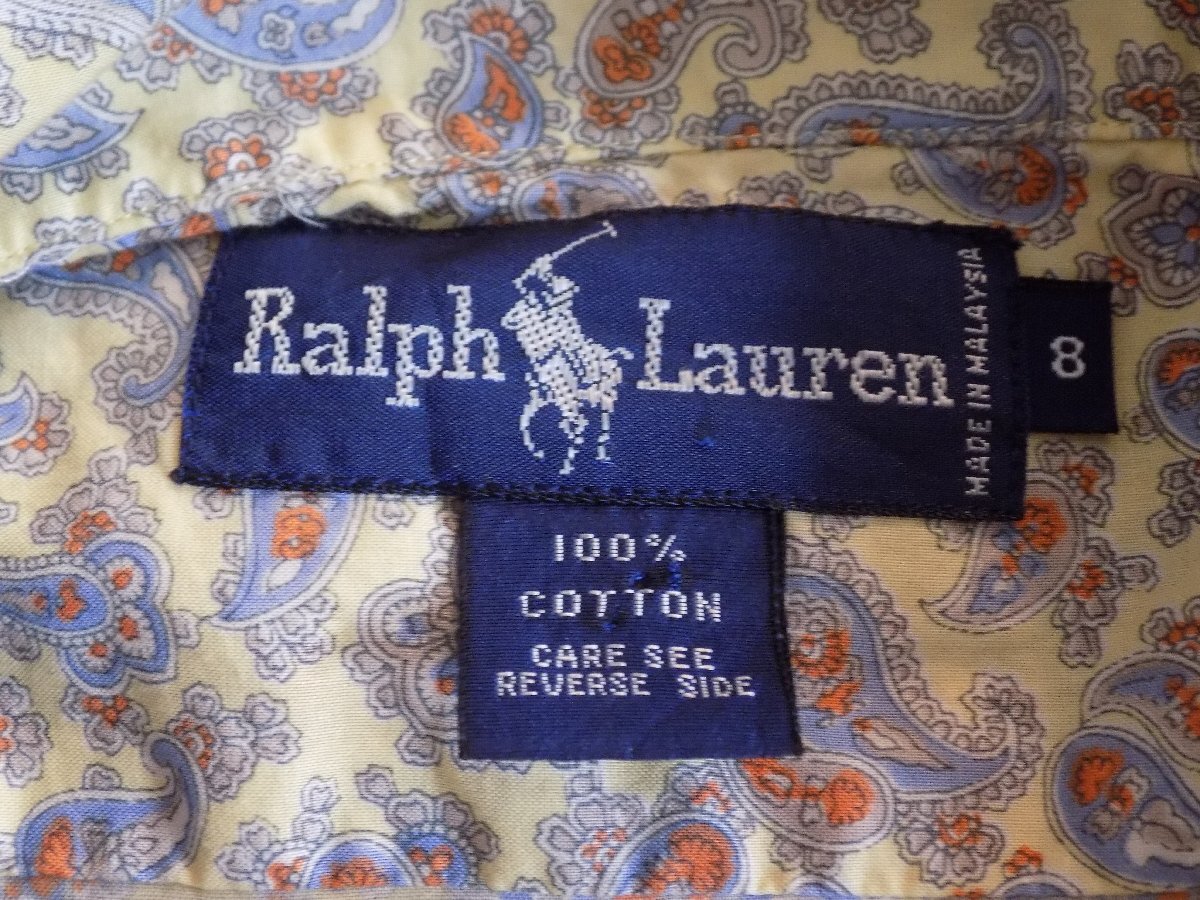 Ralph Lauren
MADE IN MALAYSIA
8
100%
COTTON
CARE SEE
REVERSE SIDE